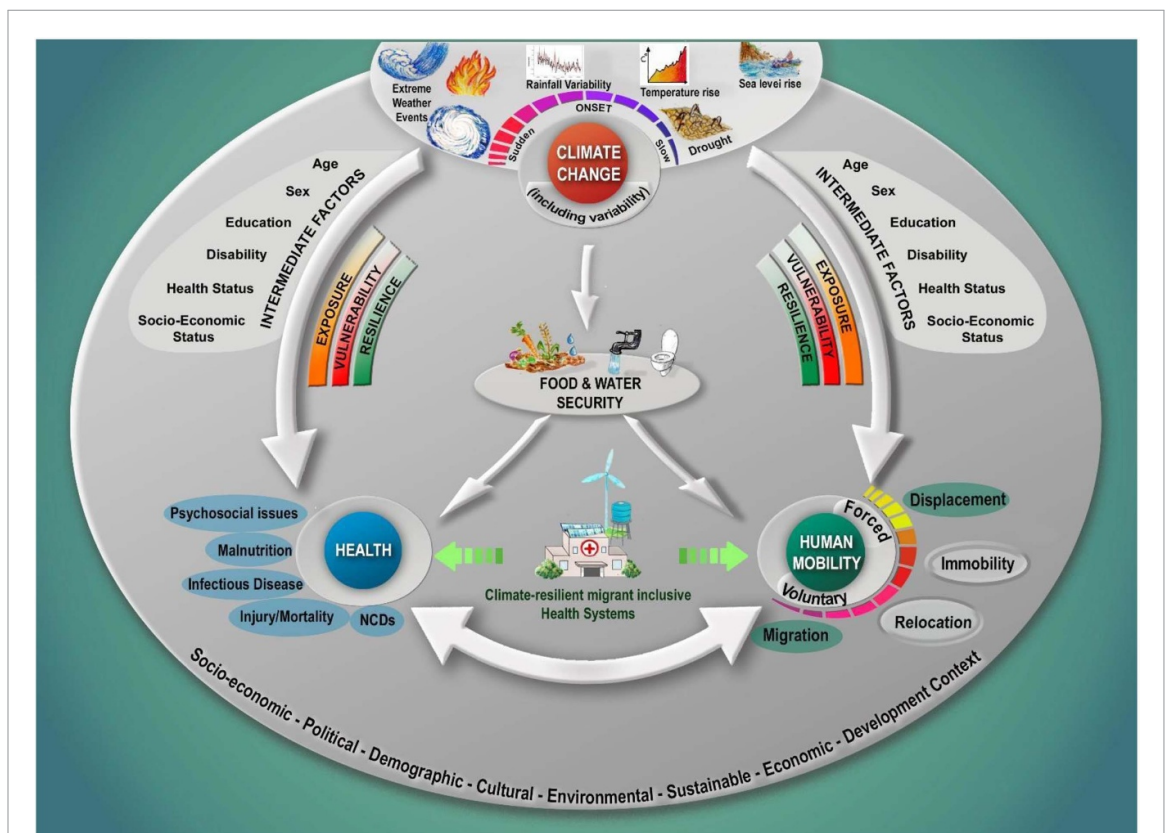 Extreme
Weather
Events
Rainfall Variability
Temperature rise
°C
Sea level rise
Sudden
ONSET
Slow
Drought
CLIMATE
CHANGE
(including variability)
Age
Sex
Education
Disability
Health Status
Socio-Economic
Status
INTERMEDIATE FACTORS
EXPOSURE
VULNERABILITY
RESILIENCE
Age
Sex
Education
Disability
Health Status
Socio-Economic
Status
INTERMEDIATE FACTORS
EXPOSURE
VULNERABILITY
RESILIENCE
FOOD & WATER
SECURITY
Psychosocial issues
Malnutrition
Infectious Disease
Injury/Mortality
NCDs
HEALTH
Climate-resilient migrant inclusive
Health Systems
HUMAN
MOBILITY
Forced
Voluntary
Displacement
Immobility
Relocation
Migration
Socio-economic - Political - Demographic - Cultural - Environmental - Sustainable - Economic - Development Context